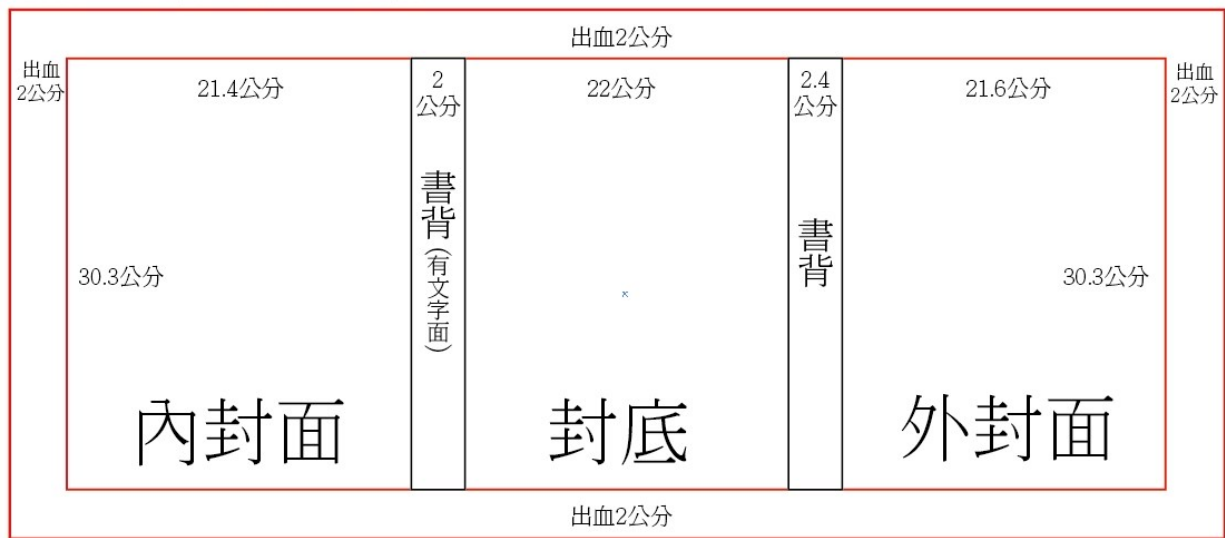 出血2公分
出血
2公分
21.4公分
2
公分
22公分
2.4
公分
21.6公分
出血
2公分
書背(有文字面)
書背
30.3公分
30.3公分
內封面
封底
外封面
出血2公分